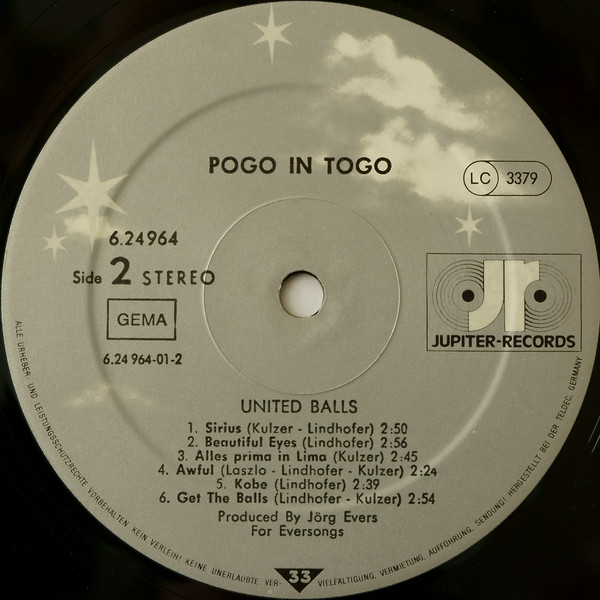 POGO IN TOGO
LC 3379
6.24964
Side 2 STEREO
GEMA
6.24 964-01-2
jr
JUPITER-RECORDS
UNITED BALLS
1. Sirius (Kulzer - Lindhofer) 2:50
2. Beautiful Eyes (Lindhofer) 2:56
3. Alles prima in Lima (Kulzer) 2:45
4. Awful (Laszlo - Lindhofer - Kulzer) 2:24
5. Kobe (Lindhofer) 2:39
6. Get The Balls (Lindhofer - Kulzer) 2:54
Produced By Jörg Evers
For Eversongs
ALLE URHEBER- UND LEISTUNGSSCHUTZRECHTE VORBEHALTEN KEIN VERLEIH! KEINE UNERLAUBTE VER- VIELFÄLTIGUNG, VERMIETUNG, AUFFÜHRUNG, SENDUNG! HERGESTELLT BEI DER TELDEC, GERMANY
33